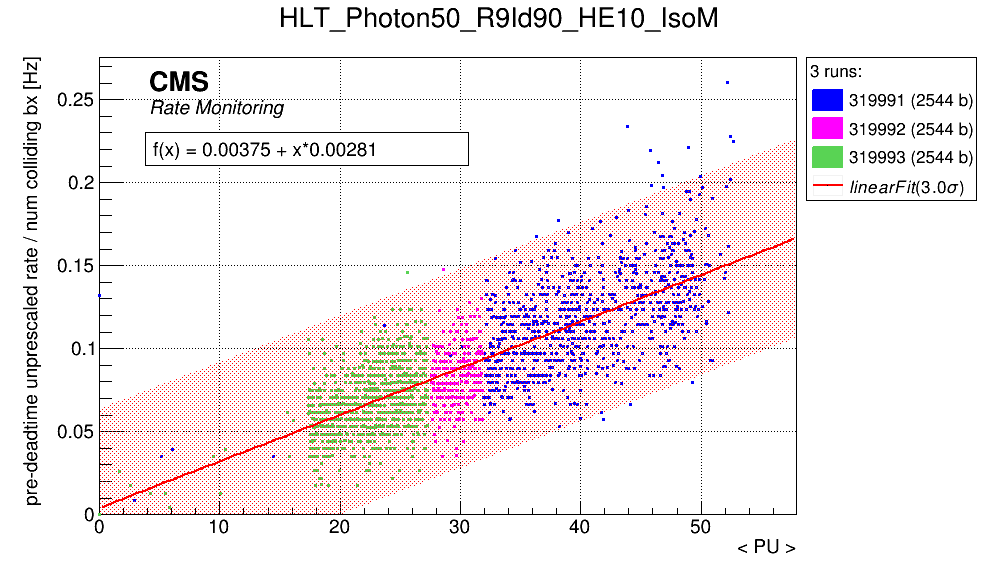 HLT_Photon50_R9Id90_HE10_IsoM
pre-deadtime unprescaled rate / num colliding bx [Hz]
CMS
Rate Monitoring
f(x) = 0.00375 + x*0.00281
0.25
0.2
0.15
0.1
0.05
0
0 10 20 30 40 50
< PU >
3 runs:
319991 (2544 b)
319992 (2544 b)
319993 (2544 b)
linearFit(3.0σ)